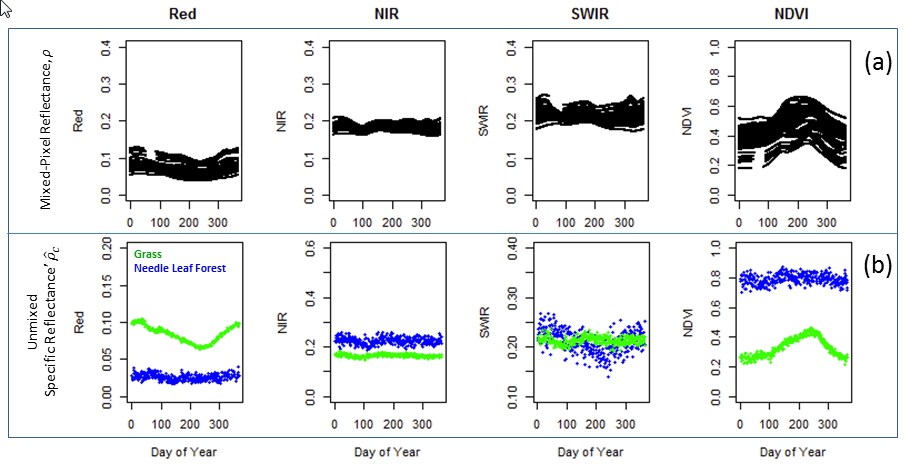 Red NIR SWIR NDVI
(a)
Mixed-Pixel Reflectance, ρ
Red
0.0 0.1 0.2 0.3 0.4
0 100 200 300
NIR
0.0 0.1 0.2 0.3 0.4
0 100 200 300
SWIR
0.0 0.1 0.2 0.3 0.4
0 100 200 300
NDVI
0.0 0.2 0.4 0.6 0.8 1.0
0 100 200 300
(b)
Unmixed
Specific Reflectance, ρ̂c
Grass
Needle Leaf Forest
Red
0.00 0.05 0.10 0.15 0.20
0 100 200 300
Day of Year
NIR
0.0 0.2 0.4 0.6
0 100 200 300
Day of Year
SWIR
0.10 0.20 0.30 0.40
0 100 200 300
Day of Year
NDVI
0.0 0.2 0.4 0.6 0.8 1.0
0 100 200 300
Day of Year